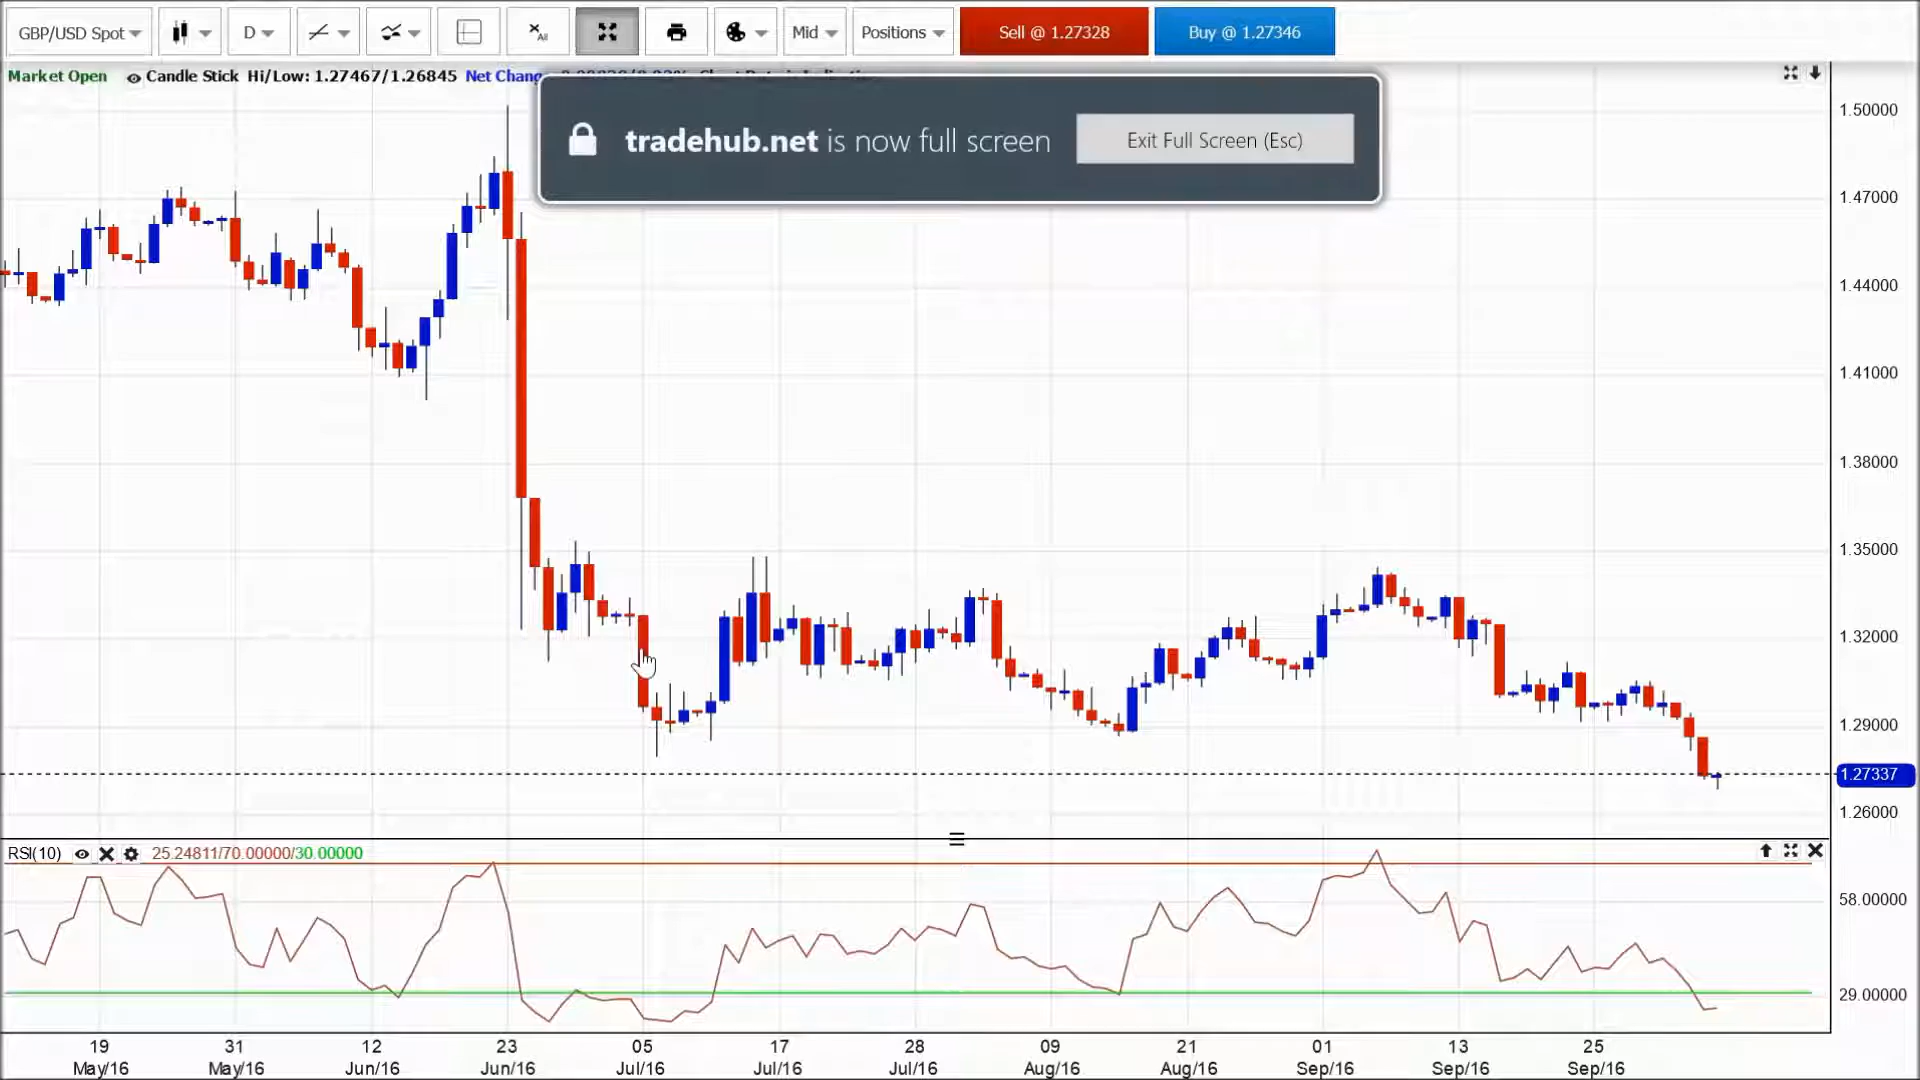 GBP/USD Spot D Mid Positions Sell @ 1.27328 Buy @ 1.27346
xAll
Market Open Candle Stick Hi/Low: 1.27467/1.26845 Net Chang
tradehub.net is now full screen Exit Full Screen (Esc)
1.50000
1.47000
1.44000
1.41000
1.38000
1.35000
1.32000
1.29000
1.27337
1.26000
RSI(10) 25.24811/70.00000/30.00000
58.00000
29.00000
19 31 12 23 05 17 28 09 21 01 13 25
May/16 May/16 Jun/16 Jun/16 Jul/16 Jul/16 Jul/16 Aug/16 Aug/16 Sep/16 Sep/16 Sep/16